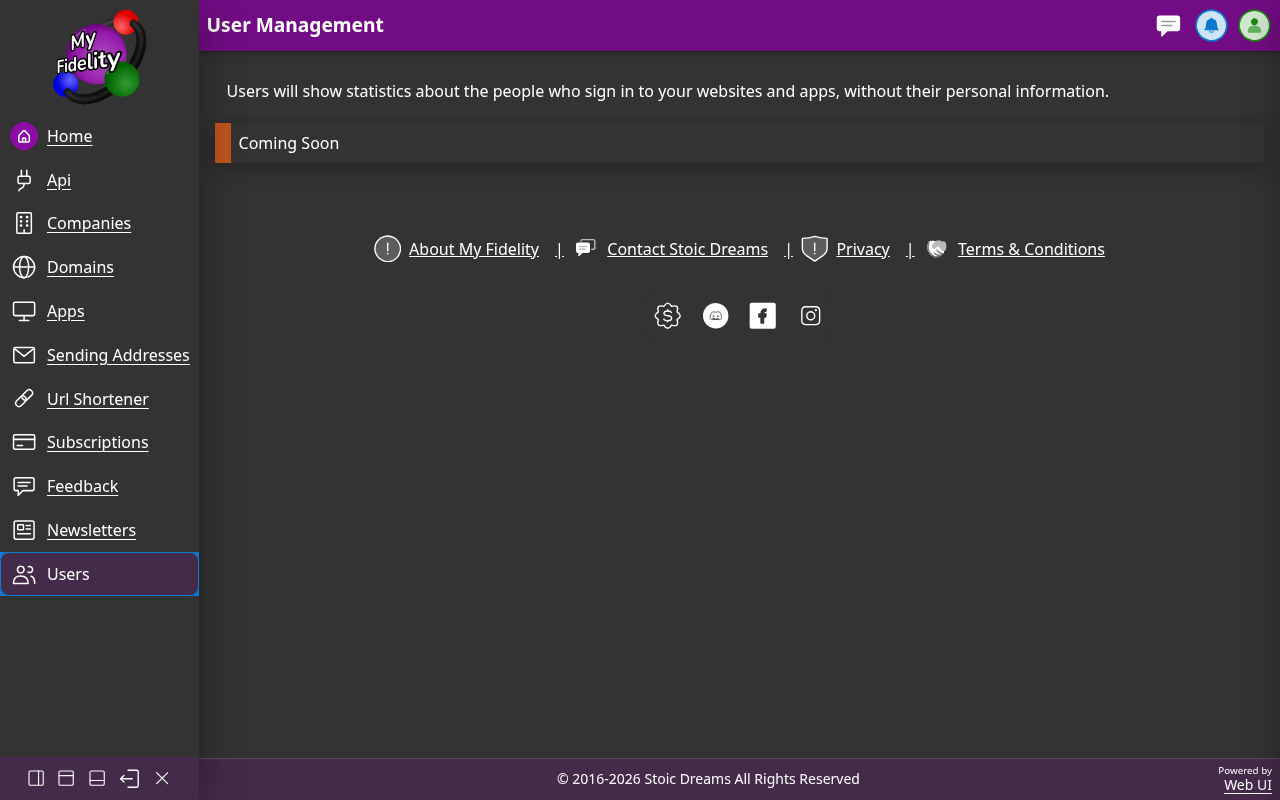 My
Fidelity
User Management
Home
Api
Companies
Domains
Apps
Sending Addresses
Url Shortener
Subscriptions
Feedback
Newsletters
Users
Users will show statistics about the people who sign in to your websites and apps, without their personal information.
Coming Soon
About My Fidelity | Contact Stoic Dreams | Privacy | Terms & Conditions
© 2016-2026 Stoic Dreams All Rights Reserved
Powered by
Web UI